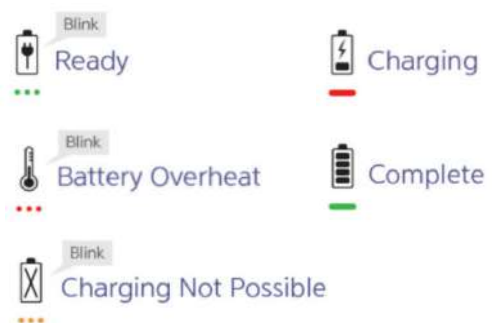 Blink
Ready
Charging
Blink
Battery Overheat
Complete
Blink
Charging Not Possible